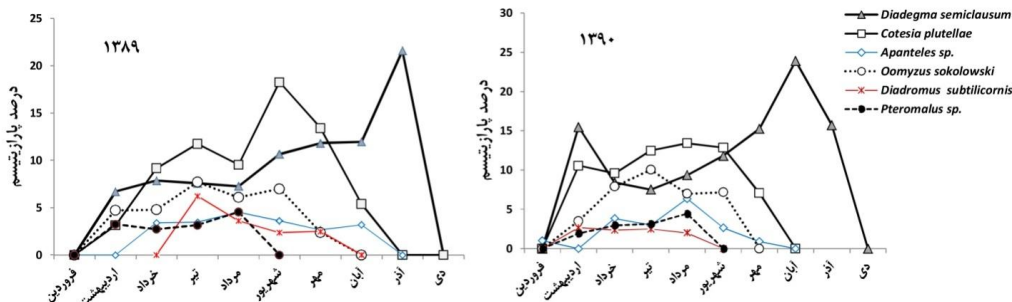 ۱۳۸۹
درصد پارازیتیسم
25
20
15
10
5
0
فروردین
اردیبهشت
خرداد
تیر
مرداد
شهریور
مهر
آبان
آذر
دی
۱۳۹۰
درصد پارازیتیسم
30
25
20
15
10
5
0
فروردین
اردیبهشت
خرداد
تیر
مرداد
شهریور
مهر
آبان
آذر
دی
Diadegma semiclausum
Cotesia plutellae
Apanteles sp.
Oomyzus sokolowski
Diadromus subtilicornis
Pteromalus sp.